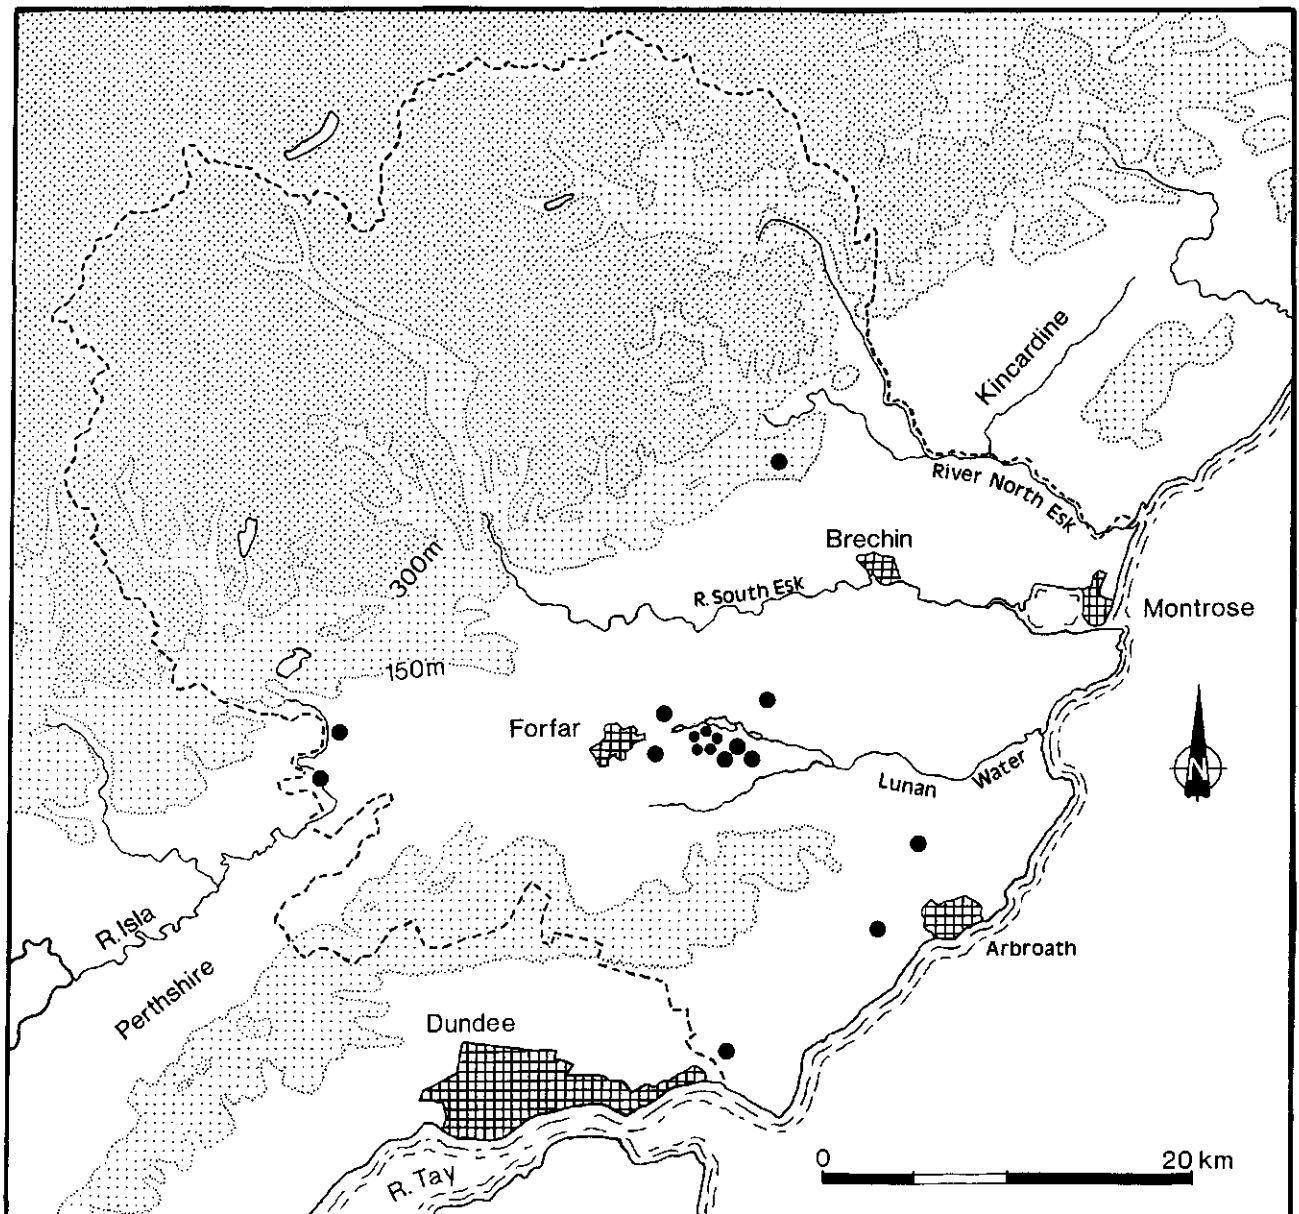 Kincardine
River North Esk
Brechin
300m
R. South Esk
Montrose
150m
Forfar
N
Lunan Water
R. Isla
Arbroath
Perthshire
Dundee
0 20 km
R. Tay